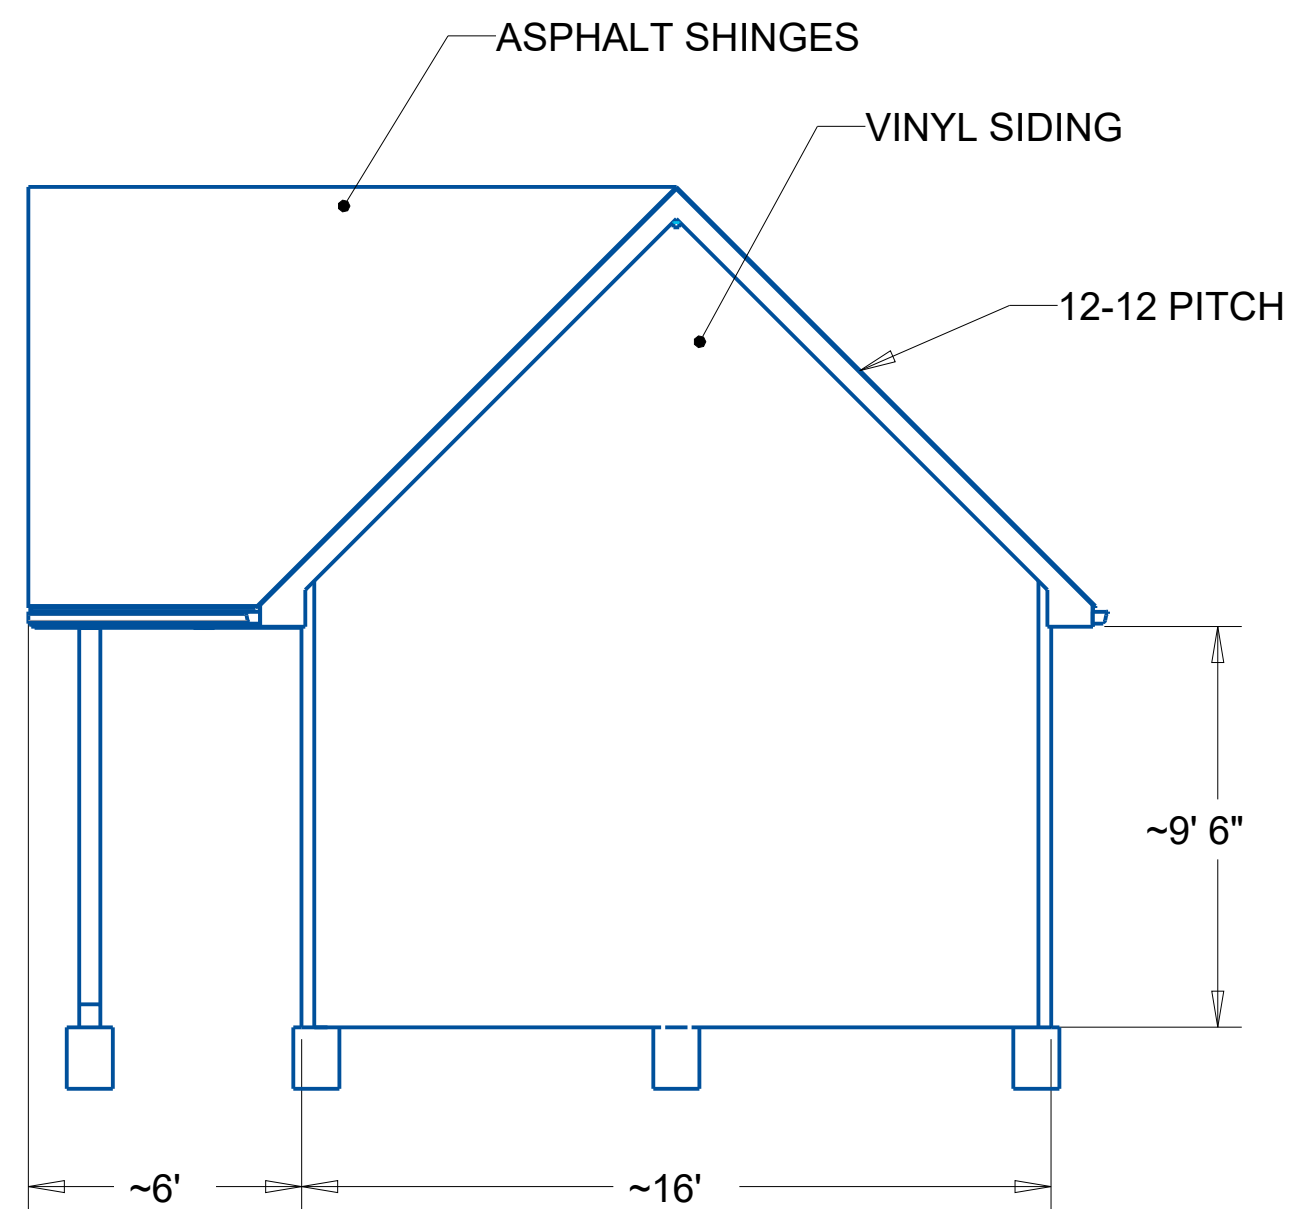 ASPHALT SHINGES
VINYL SIDING
12-12 PITCH
~9' 6"
~6'
~16'